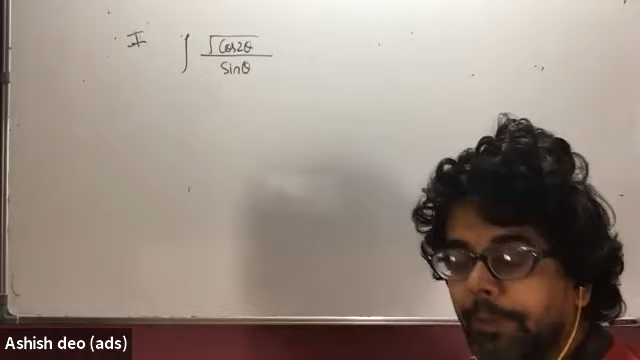 I ∫ √cos2θ
sinθ
Ashish deo (ads)